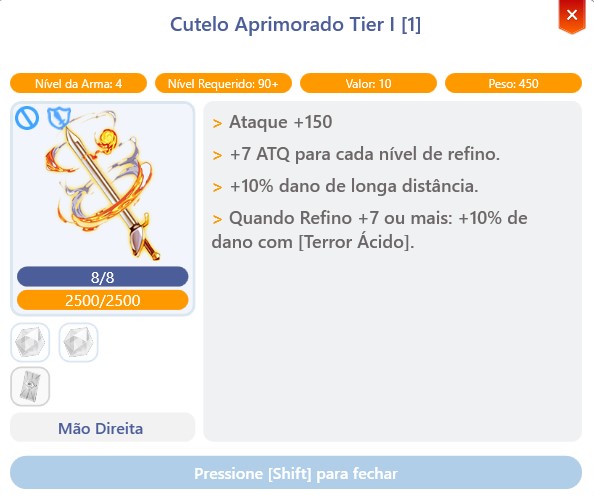 Cutelo Aprimorado Tier I [1]
Nível da Arma: 4
Nível Requerido: 90+
Valor: 10
Peso: 450
> Ataque +150
> +7 ATQ para cada nível de refino.
> +10% dano de longa distância.
> Quando Refino +7 ou mais: +10% de
dano com [Terror Ácido].
8/8
2500/2500
Mão Direita
Pressione [Shift] para fechar